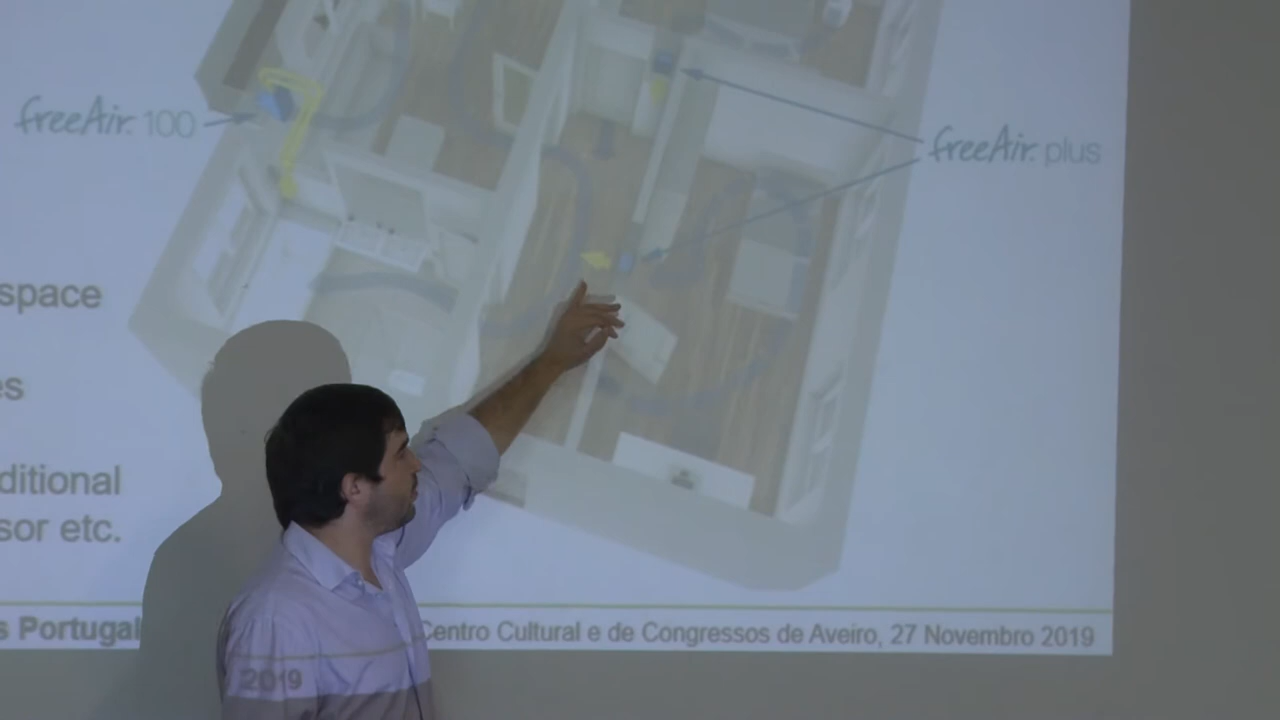 freeAir 100
freeAir plus
space
es
ditional
sor etc.
s Portugal
2019
Centro Cultural e de Congressos de Aveiro, 27 Novembro 2019